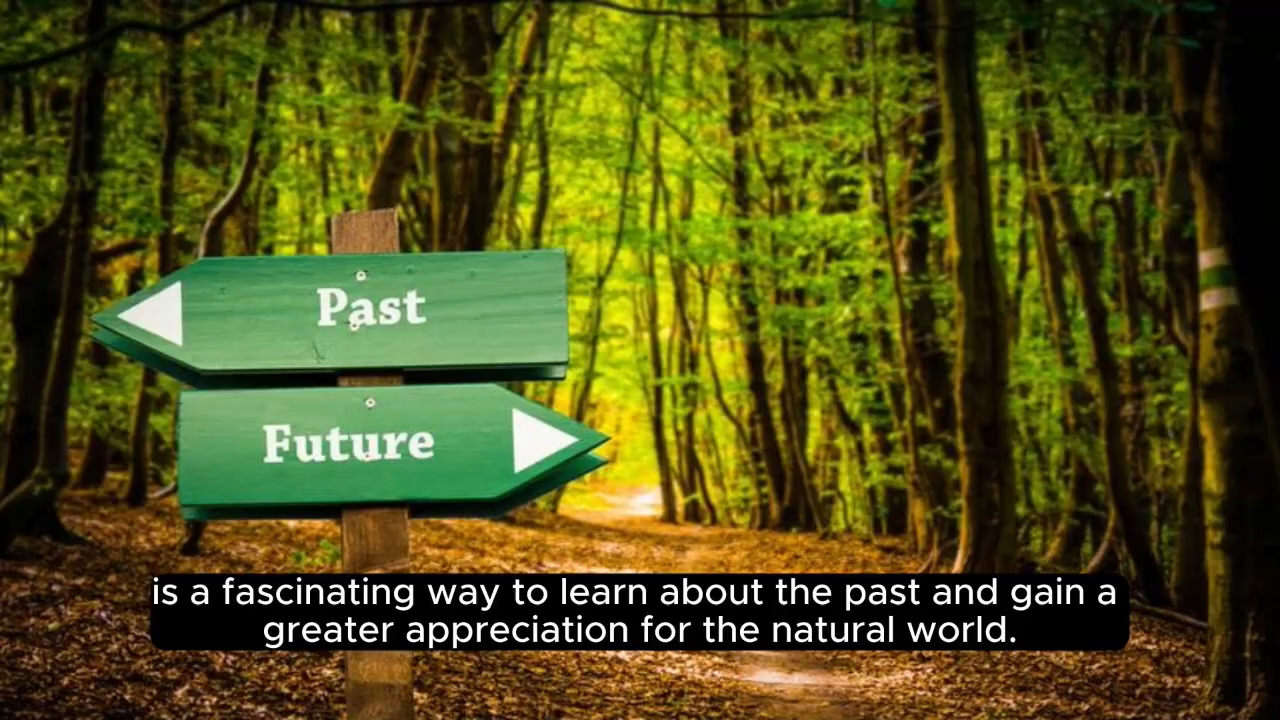 Past
Future
is a fascinating way to learn about the past and gain a
greater appreciation for the natural world.